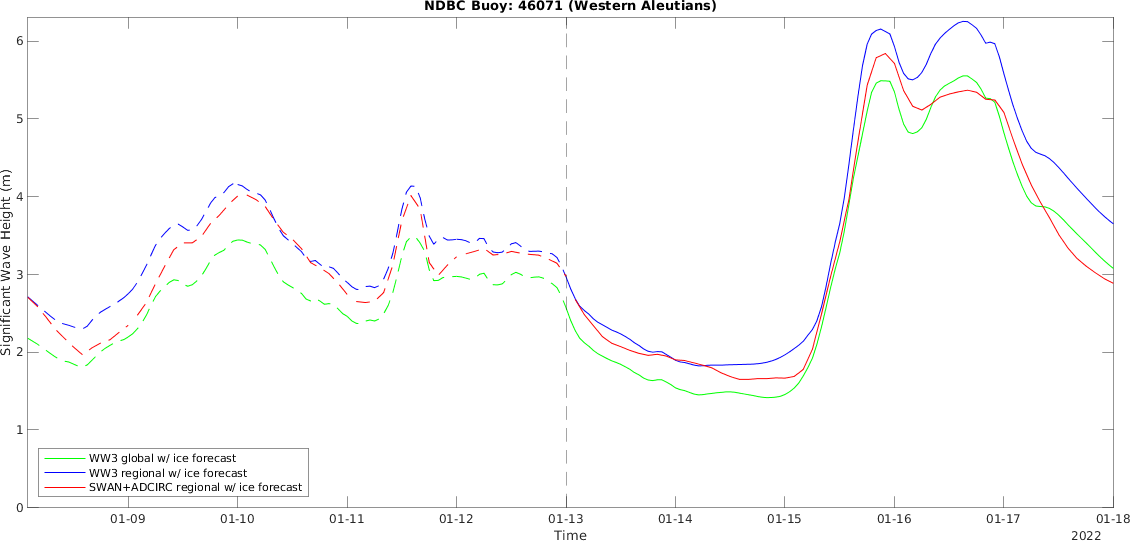 NDBC Buoy: 46071 (Western Aleutians)
6
5
4
3
2
1
0
Significant Wave Height (m)
WW3 global w/ ice forecast
WW3 regional w/ ice forecast
SWAN+ADCIRC regional w/ ice forecast
01-09 01-10 01-11 01-12 01-13 01-14 01-15 01-16 01-17 01-18
Time
2022